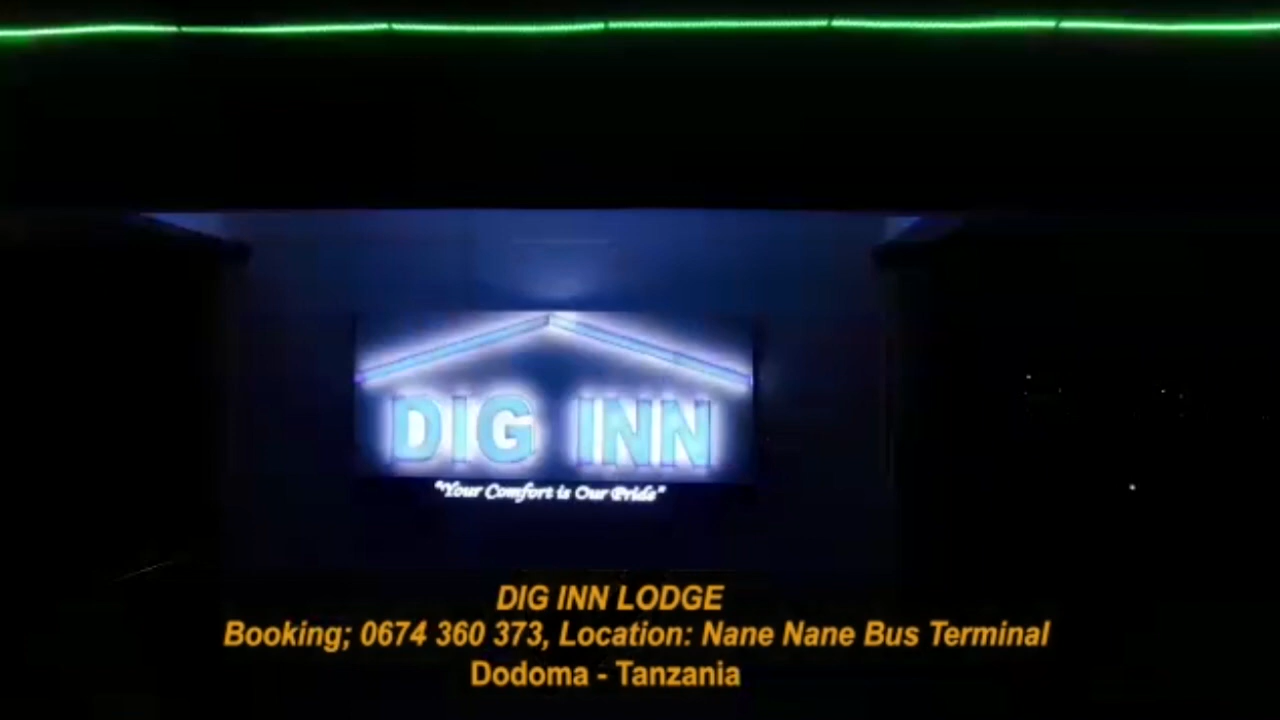 DIG INN
"Your Comfort is Our Pride"
DIG INN LODGE
Booking; 0674 360 373, Location: Nane Nane Bus Terminal
Dodoma - Tanzania